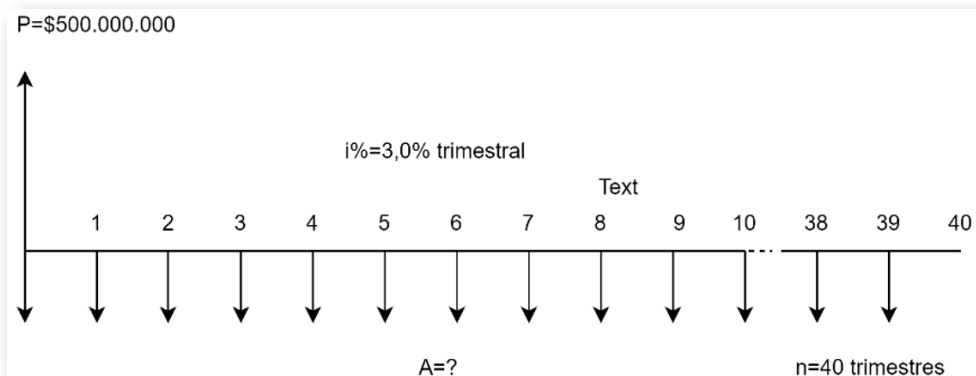 P=$500.000.000
i%=3,0% trimestral
Text
1 2 3 4 5 6 7 8 9 10 38 39 40
A=?
n=40 trimestres